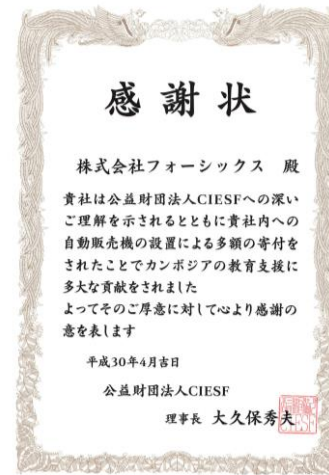 感謝状
株式会社フォーシックス 殿
貴社は公益財団法人CIESFへの深い
ご理解を示されるとともに貴社内への
自動販売機の設置による多額の寄付を
されたことでカンボジアの教育支援に
多大な貢献をされました
よってそのご厚意に対して心より感謝の
意を表します
平成30年4月吉日
公益財団法人CIESF
理事長 大久保秀夫